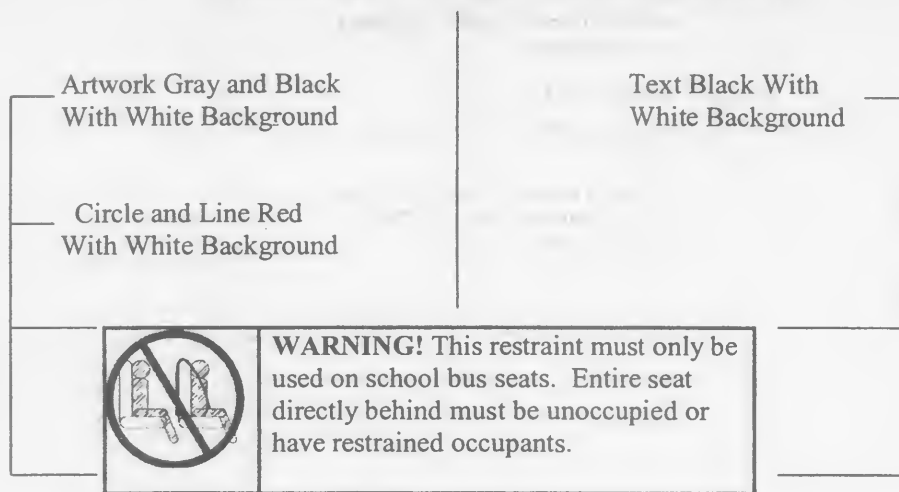 Artwork Gray and Black
With White Background
Text Black With
White Background
Circle and Line Red
With White Background
WARNING! This restraint must only be
used on school bus seats. Entire seat
directly behind must be unoccupied or
have restrained occupants.